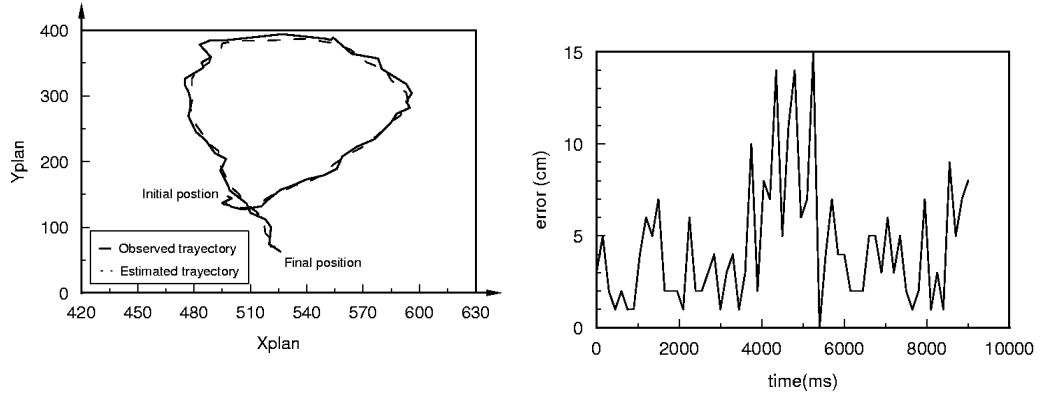 400
300
200
100
0
Yplan
Initial postion
Observed trayectory
Estimated trayectory
Final position
420 450 480 510 540 570 600 630
Xplan
15
10
5
0
error (cm)
0 2000 4000 6000 8000 10000
time(ms)